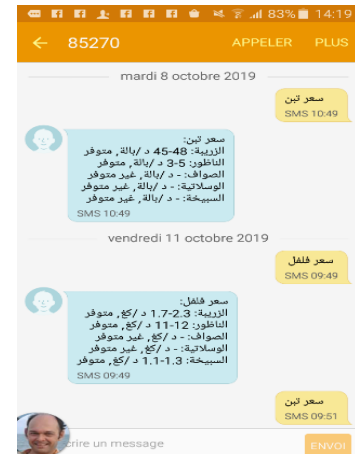 83% 14:19
85270 APPELER PLUS
mardi 8 octobre 2019
سعر تبن
SMS 10:49
سعر تبن:
الزريبة: 48-45 د /بالة, متوفر
الناظور: 5-3 د /بالة, متوفر
الصواف: - د /بالة, غير متوفر
الوسلاتية: - د /بالة, غير متوفر
السبيخة: - د /بالة, غير متوفر
SMS 10:49
vendredi 11 octobre 2019
سعر فلفل
SMS 09:49
سعر فلفل:
الزريبة: 2.3-1.7 د /كغ, متوفر
الناظور: 12-11 د /كغ, متوفر
الصواف: - د /كغ, غير متوفر
الوسلاتية: - د /كغ, غير متوفر
السبيخة: 1.3-1.1 د /كغ, متوفر
SMS 09:49
سعر تبن
SMS 09:51
crire un message
ENVOI